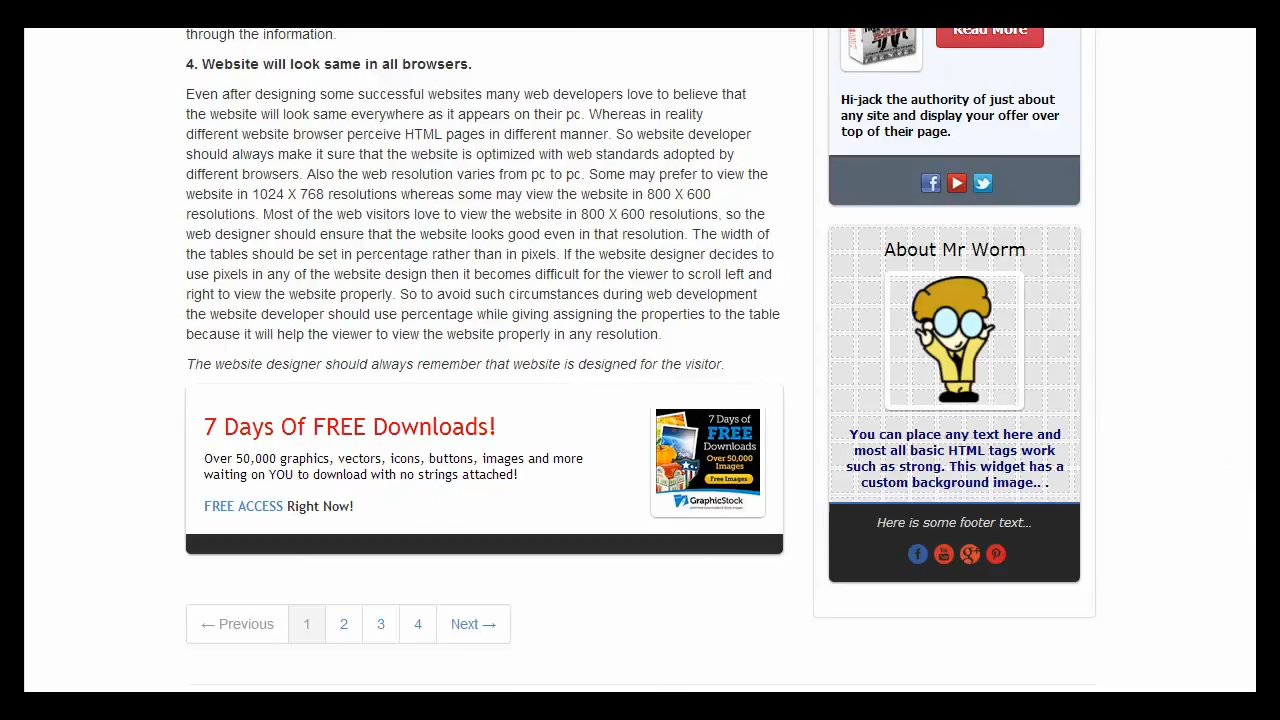 through the information.
4. Website will look same in all browsers.
Even after designing some successful websites many web developers love to believe that
the website will look same everywhere as it appears on their pc. Whereas in reality
different website browser perceive HTML pages in different manner. So website developer
should always make it sure that the website is optimized with web standards adopted by
different browsers. Also the web resolution varies from pc to pc. Some may prefer to view the
website in 1024 X 768 resolutions whereas some may view the website in 800 X 600
resolutions. Most of the web visitors love to view the website in 800 X 600 resolutions, so the
web designer should ensure that the website looks good even in that resolution. The width of
the tables should be set in percentage rather than in pixels. If the website designer decides to
use pixels in any of the website design then it becomes difficult for the viewer to scroll left and
right to view the website properly. So to avoid such circumstances during web development
the website developer should use percentage while giving assigning the properties to the table
because it will help the viewer to view the website properly in any resolution.
The website designer should always remember that website is designed for the visitor.
7 Days Of FREE Downloads!
Over 50,000 graphics, vectors, icons, buttons, images and more
waiting on YOU to download with no strings attached!
FREE ACCESS Right Now!
7 Days of
FREE
Downloads
Over 50,000
Images
Free Images
GraphicStock
← Previous 1 2 3 4 Next →
Read More
Hi-jack the authority of just about
any site and display your offer over
top of their page.
About Mr Worm
You can place any text here and
most all basic HTML tags work
such as strong. This widget has a
custom background image.. .
Here is some footer text...